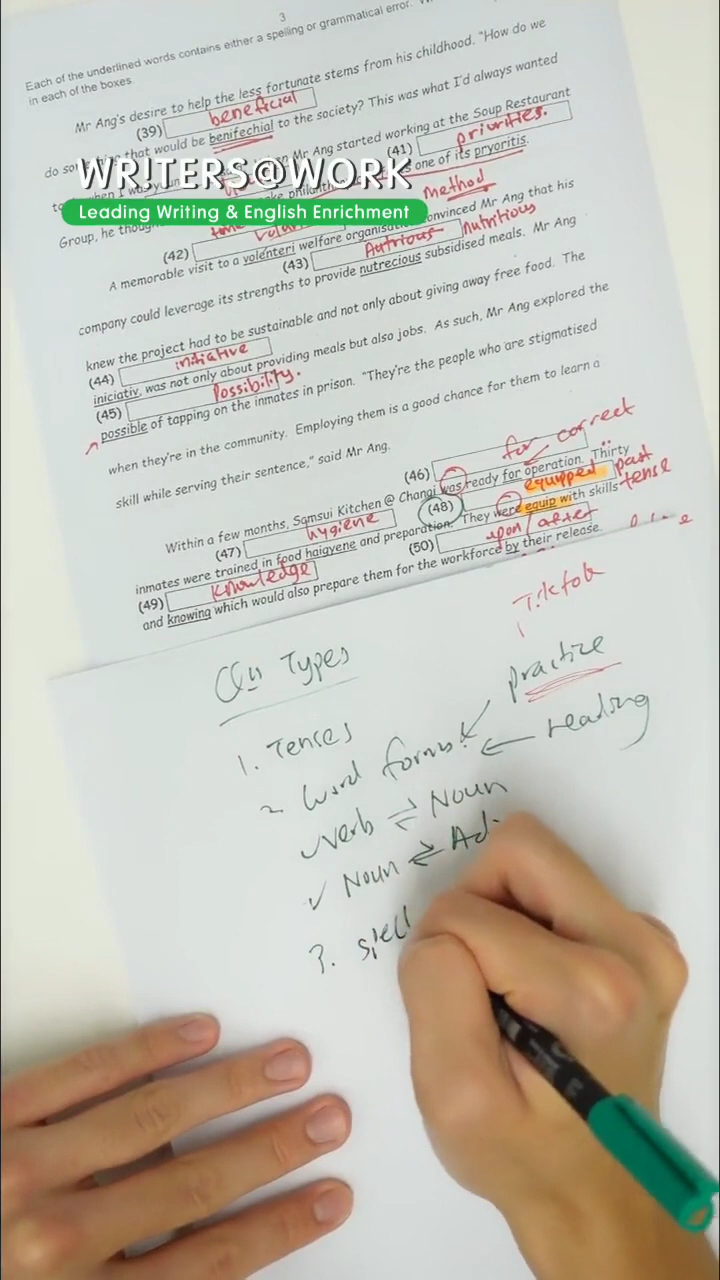 3
Each of the underlined words contains either a spelling or grammatical error.
in each of the boxes.
Mr Ang's desire to help the less fortunate stems from his childhood. "How do we
(39) beneficial
do something that would be benifechial to the society? This was what I'd always wanted
(41) priorities.
WRITERS@WORK
Leading Writing & English Enrichment
Mr Ang started working at the Soup Restaurant
Group, he
one of its pryoritis.
method
(42)
A memorable visit to a volenteri welfare organisation convinced Mr Ang that his
(43) Nutrious nutritious
company could leverage its strengths to provide nutrecious subsidised meals. Mr Ang
knew the project had to be sustainable and not only about giving away free food. The
(44) initiative
iniciativ, was not only about providing meals but also jobs. As such, Mr Ang explored the
(45) Possibility.
possible of tapping on the inmates in prison. "They're the people who are stigmatised
when they're in the community. Employing them is a good chance for them to learn a
skill while serving their sentence," said Mr Ang.
(46) for correct
Within a few months, Samsui Kitchen @ Changi was ready for operation. Thirty
(47) hygiene (48) equipped past tense
inmates were trained in food haigyene and preparation. They were equip with skills
(49) Knowledge (50) upon / after
and knowing which would also prepare them for the workforce by their release.
Tiktok
Qn Types
practice
1. Tenses
2 Word forms reading
Verb ⇌ Noun
Noun ⇌ Adj
3. Spell